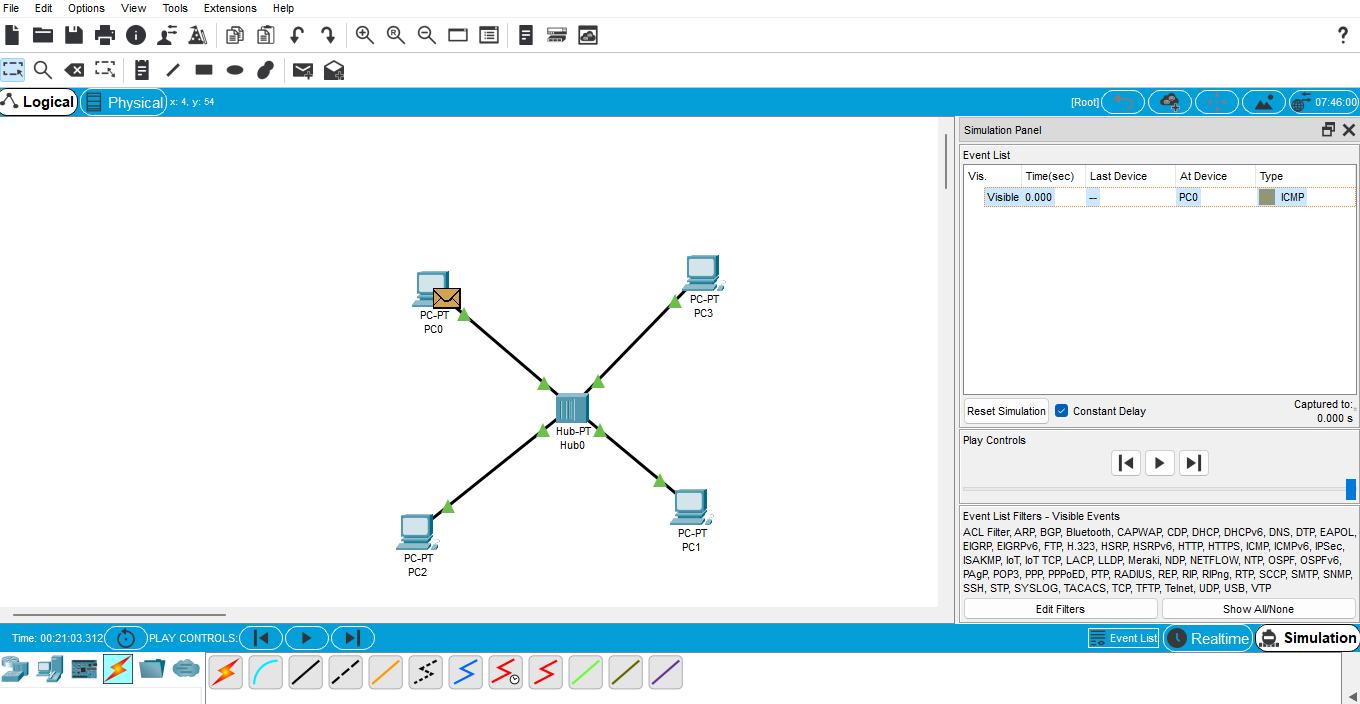 File Edit Options View Tools Extensions Help
?
Logical Physical x: 4, y: 54 [Root] 07:46:00
Simulation Panel
Event List
Vis. Time(sec) Last Device At Device Type
Visible 0.000 -- PC0 ICMP
PC-PT
PC0
PC-PT
PC3
Hub-PT
Hub0
PC-PT
PC1
PC-PT
PC2
Reset Simulation Constant Delay Captured to:
0.000 s
Play Controls
Event List Filters - Visible Events
ACL Filter, ARP, BGP, Bluetooth, CAPWAP, CDP, DHCP, DHCPv6, DNS, DTP, EAPOL,
EIGRP, EIGRPv6, FTP, H.323, HSRP, HSRPv6, HTTP, HTTPS, ICMP, ICMPv6, IPSec,
ISAKMP, IoT, IoT TCP, LACP, LLDP, Meraki, NDP, NETFLOW, NTP, OSPF, OSPFv6,
PAgP, POP3, PPP, PPPoED, PTP, RADIUS, REP, RIP, RIPng, RTP, SCCP, SMTP, SNMP,
SSH, STP, SYSLOG, TACACS, TCP, TFTP, Telnet, UDP, USB, VTP
Edit Filters Show All/None
Time: 00:21:03.312 PLAY CONTROLS: Event List Realtime Simulation